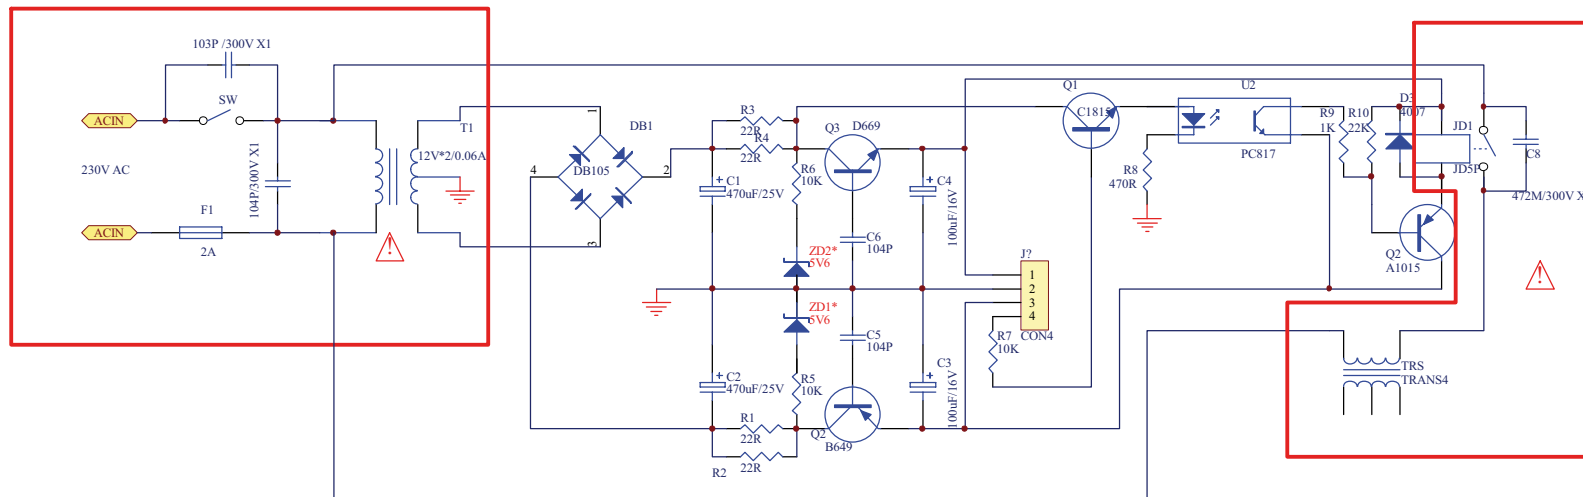 103P /300V X1
SW
ACIN
230V AC
104P/300V X1
F1
ACIN
2A
T1
12V*2/0.06A
1
DB1
4
DB105
2
3
R3
22R
R4
22R
C1
470uF/25V
R6
10K
Q3
D669
C4
100uF/16V
C6
104P
ZD2*
5V6
ZD1*
5V6
C5
104P
C2
470uF/25V
R5
10K
C3
100uF/16V
R1
22R
R2
22R
Q2
B649
J?
1
2
3
4
CON4
R7
10K
Q1
C1815
R8
470R
U2
PC817
R9
1K
R10
22K
D3
4007
JD1
JD5P
C8
472M/300V X
Q2
A1015
TRS
TRANS4